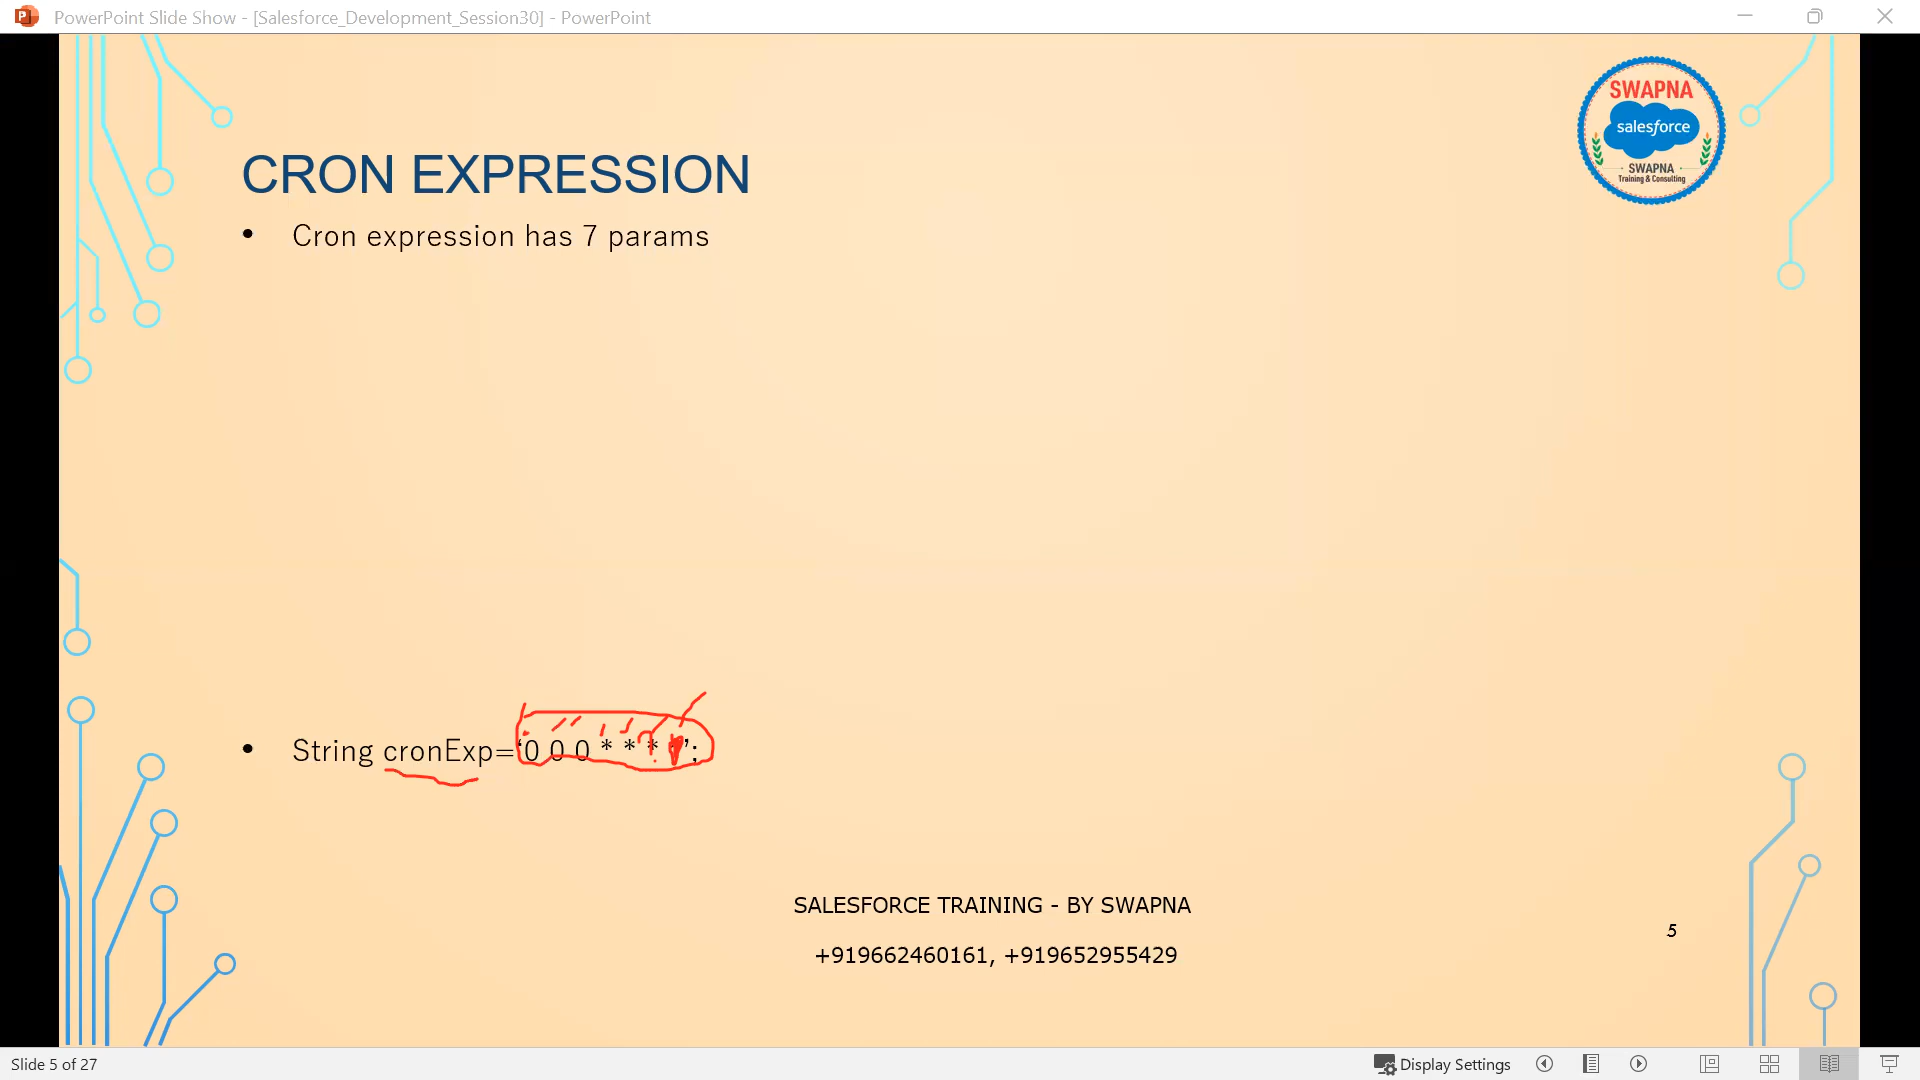 PowerPoint Slide Show - [Salesforce_Development_Session30] - PowerPoint
SWAPNA
salesforce
SWAPNA
Training & Consulting
CRON EXPRESSION
• Cron expression has 7 params
• String cronExp=‘0 0 0 * * * ’;
SALESFORCE TRAINING - BY SWAPNA
+919662460161, +919652955429
5
Slide 5 of 27
Display Settings